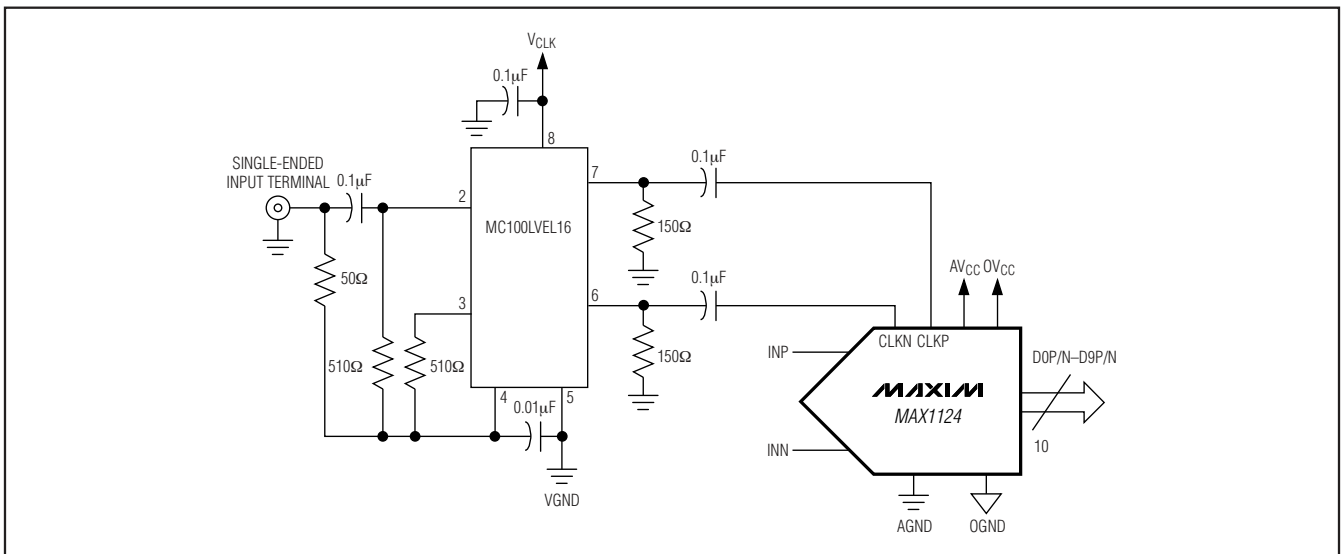 VCLK
0.1µF
8
SINGLE-ENDED
INPUT TERMINAL
0.1µF
2
MC100LVEL16
7
0.1µF
150Ω
50Ω
3
6
0.1µF
AVCC OVCC
510Ω
510Ω
150Ω
CLKN CLKP
INP
D0P/N–D9P/N
MAXIM
MAX1124
4
0.01µF
5
INN
10
VGND
AGND
OGND